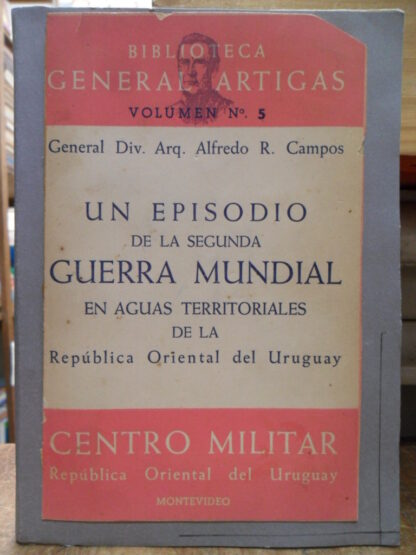 BIBLIOTECA
GENERAL ARTIGAS
VOLUMEN Nº. 5
General Div. Arq. Alfredo R. Campos
UN EPISODIO
DE LA SEGUNDA
GUERRA MUNDIAL
EN AGUAS TERRITORIALES
DE LA
República Oriental del Uruguay
CENTRO MILITAR
República Oriental del Uruguay
MONTEVIDEO